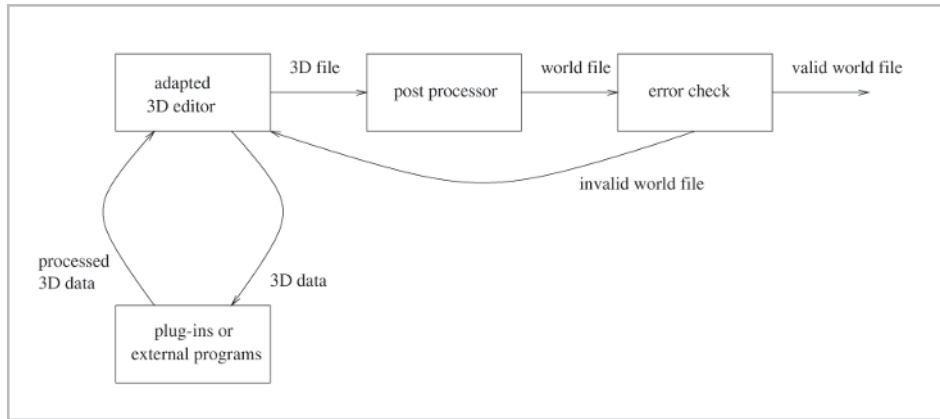 3D file
world file
valid world file
adapted
3D editor
post processor
error check
invalid world file
processed
3D data
3D data
plug-ins or
external programs